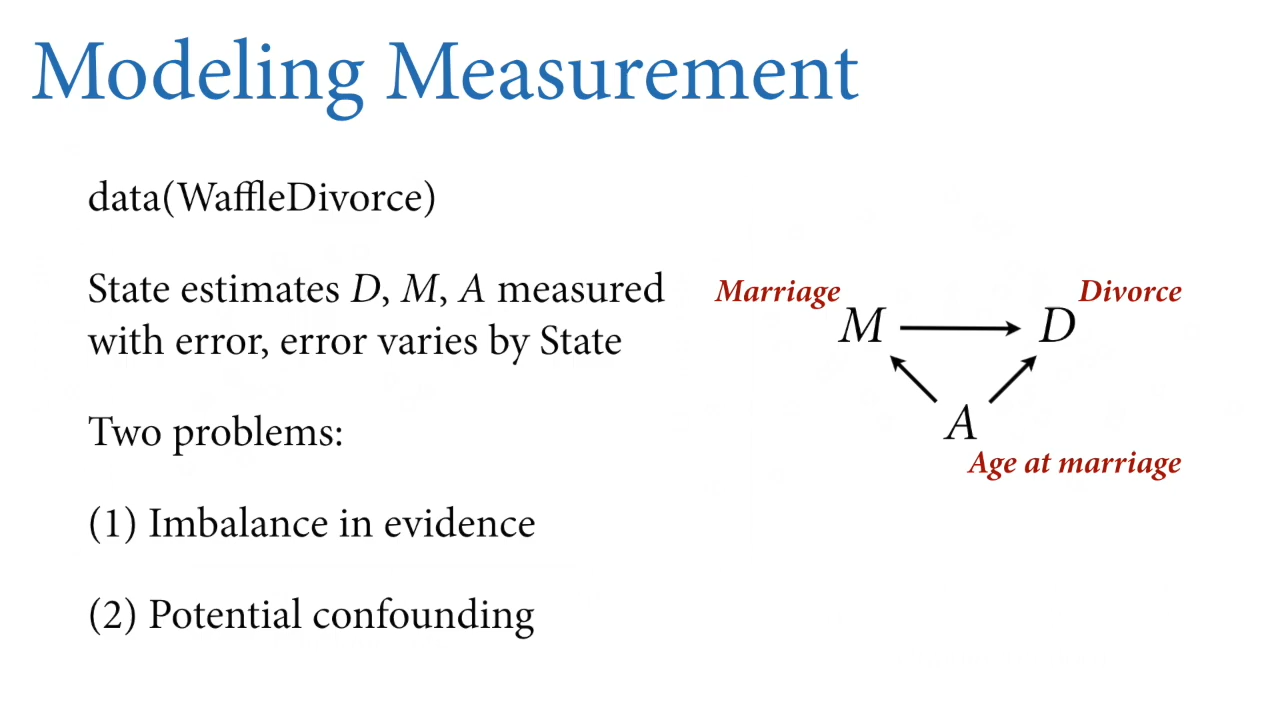 Modeling Measurement
data(WaffleDivorce)
State estimates D, M, A measured
with error, error varies by State
Two problems:
(1) Imbalance in evidence
(2) Potential confounding
Marriage
Divorce
M
D
A
Age at marriage